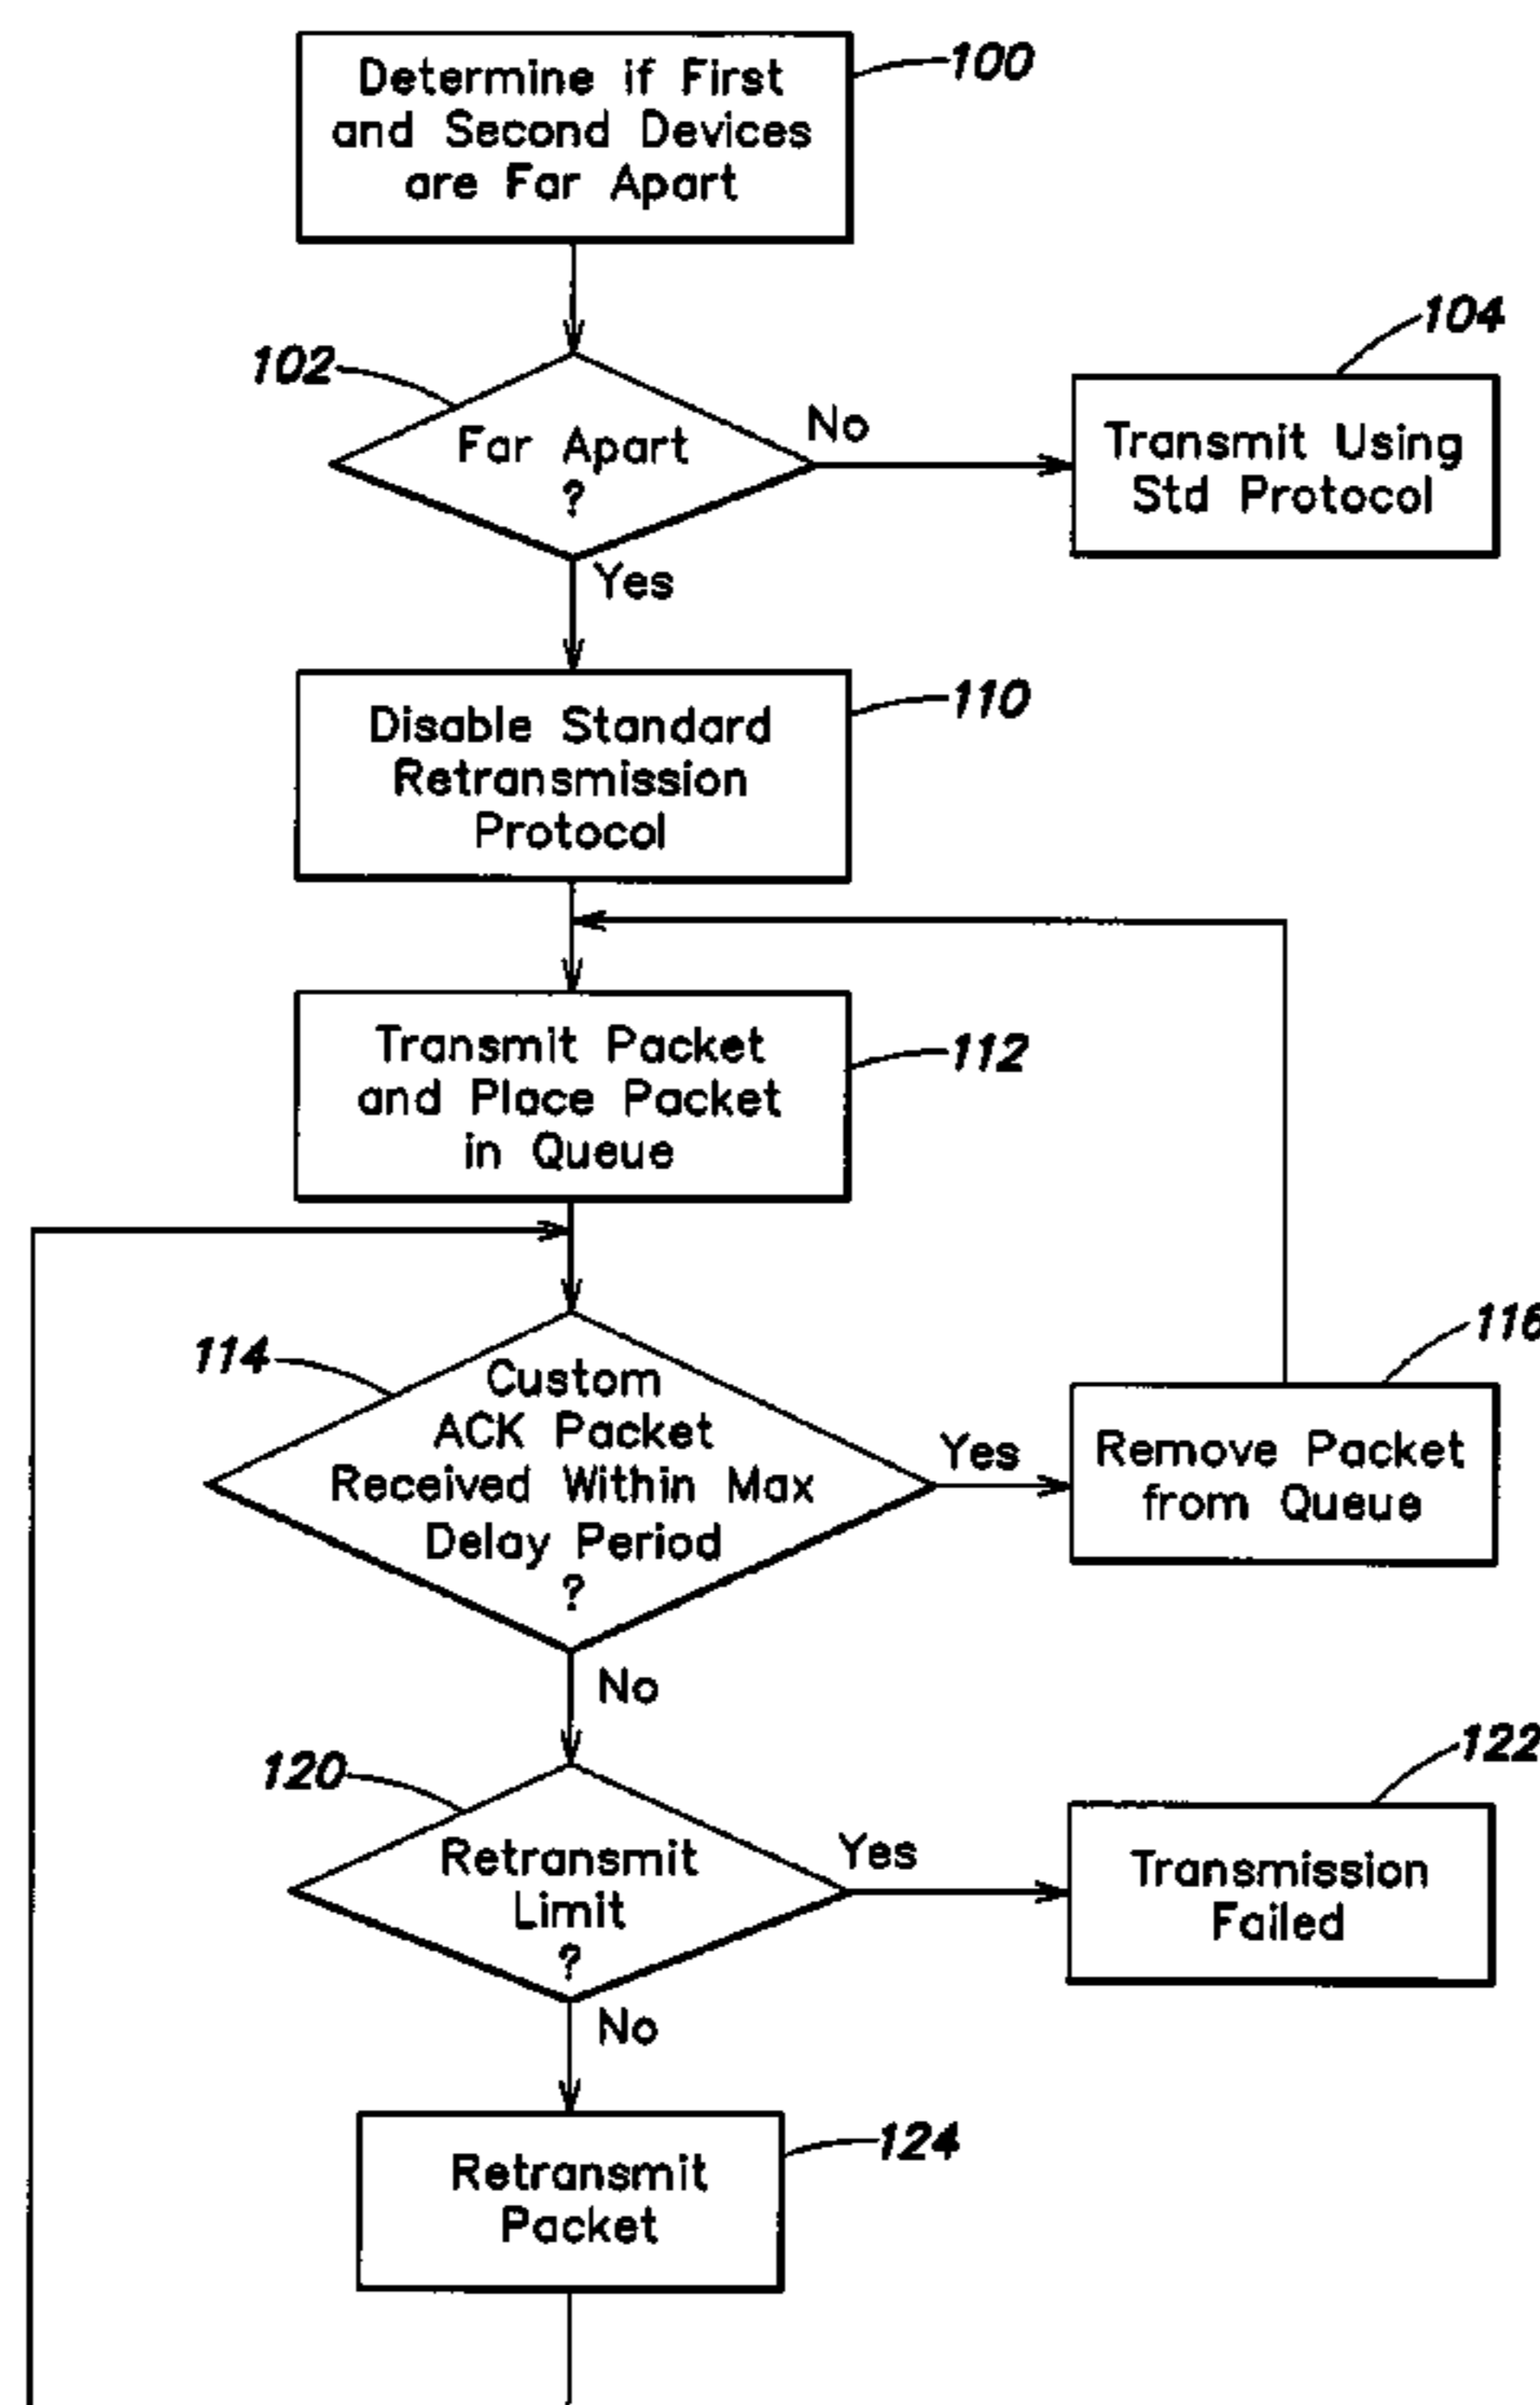 Determine if First
and Second Devices
are Far Apart
100
102
Far Apart
?
No
Yes
104
Transmit Using
Std Protocol
110
Disable Standard
Retransmission
Protocol
112
Transmit Packet
and Place Packet
in Queue
114
Custom
ACK Packet
Received Within Max
Delay Period
?
Yes
No
116
Remove Packet
from Queue
120
Retransmit
Limit
?
Yes
No
122
Transmission
Failed
124
Retransmit
Packet